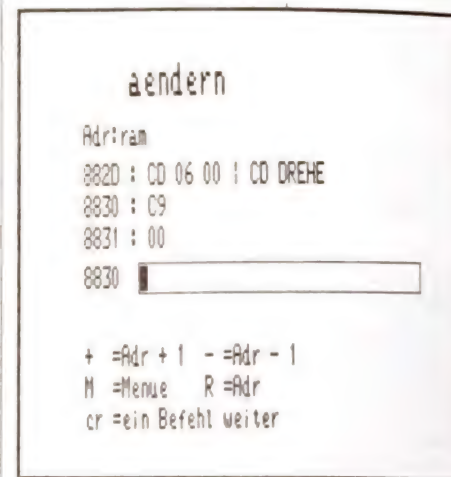 aendern
Adr:ram
882D : CD 06 00 : CD DREHE
8830 : C9
8831 : 00
8830
+ =Adr + 1 - =Adr - 1
M =Menue R =Adr
cr =ein Befehl weiter